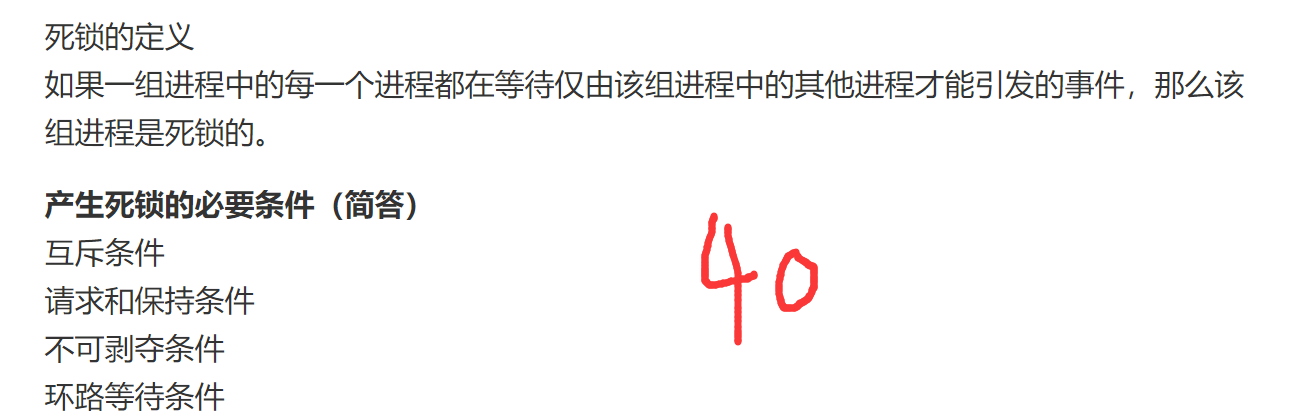 死锁的定义
如果一组进程中的每一个进程都在等待仅由该组进程中的其他进程才能引发的事件，那么该
组进程是死锁的。
产生死锁的必要条件（简答）
互斥条件
请求和保持条件
40
不可剥夺条件
环路等待条件